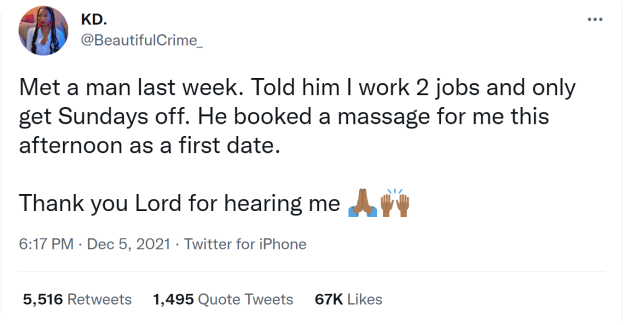 KD.
@BeautifulCrime_
Met a man last week. Told him I work 2 jobs and only
get Sundays off. He booked a massage for me this
afternoon as a first date.
Thank you Lord for hearing me 🙏🏾🙌🏾
6:17 PM · Dec 5, 2021 · Twitter for iPhone
5,516 Retweets 1,495 Quote Tweets 67K Likes